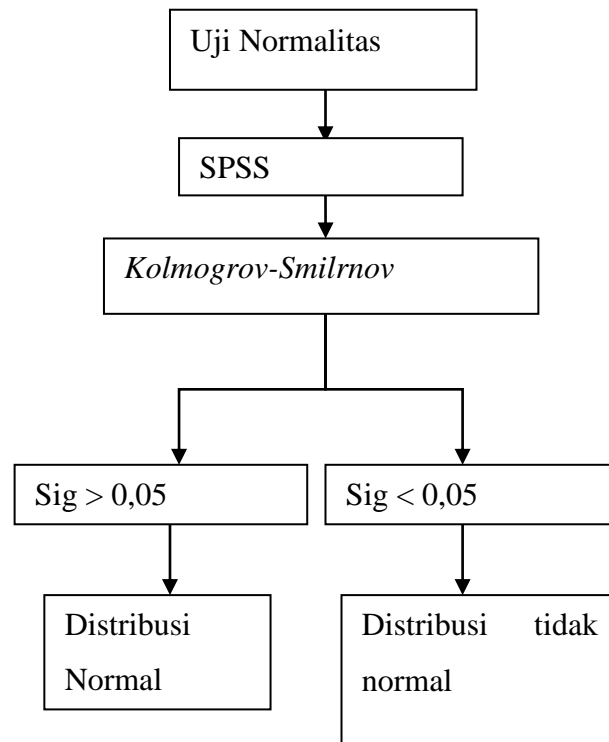 Uji Normalitas
SPSS
Kolmogrov-Smilrnov
Sig > 0,05
Sig < 0,05
Distribusi
Normal
Distribusi tidak
normal